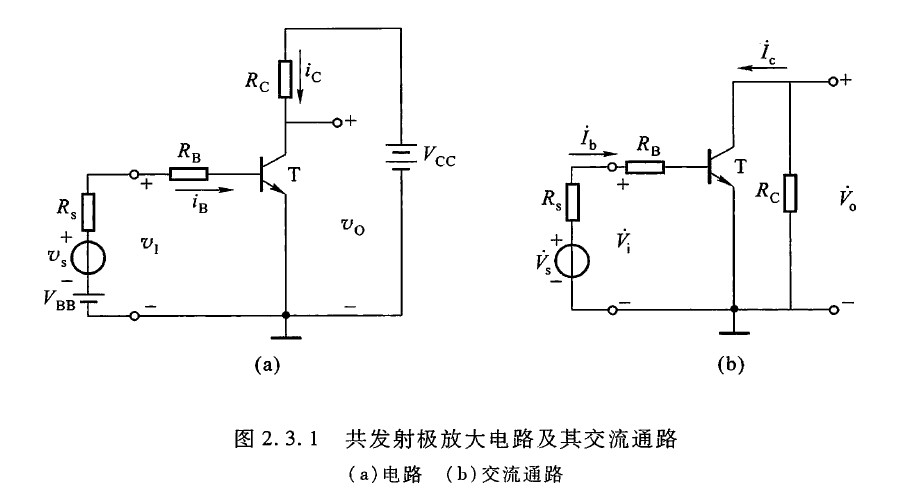 R_C
i_C
+
R_B
T
V_CC
+
i_B
R_s
+
v_s
v_I
v_O
−
V_BB
−
−
(a)
İ_c
+
İ_b
R_B
T
+
R_s
R_C
V̇_o
+
V̇_s
V̇_i
−
−
−
(b)
图 2.3.1 共发射极放大电路及其交流通路
(a)电路 (b)交流通路